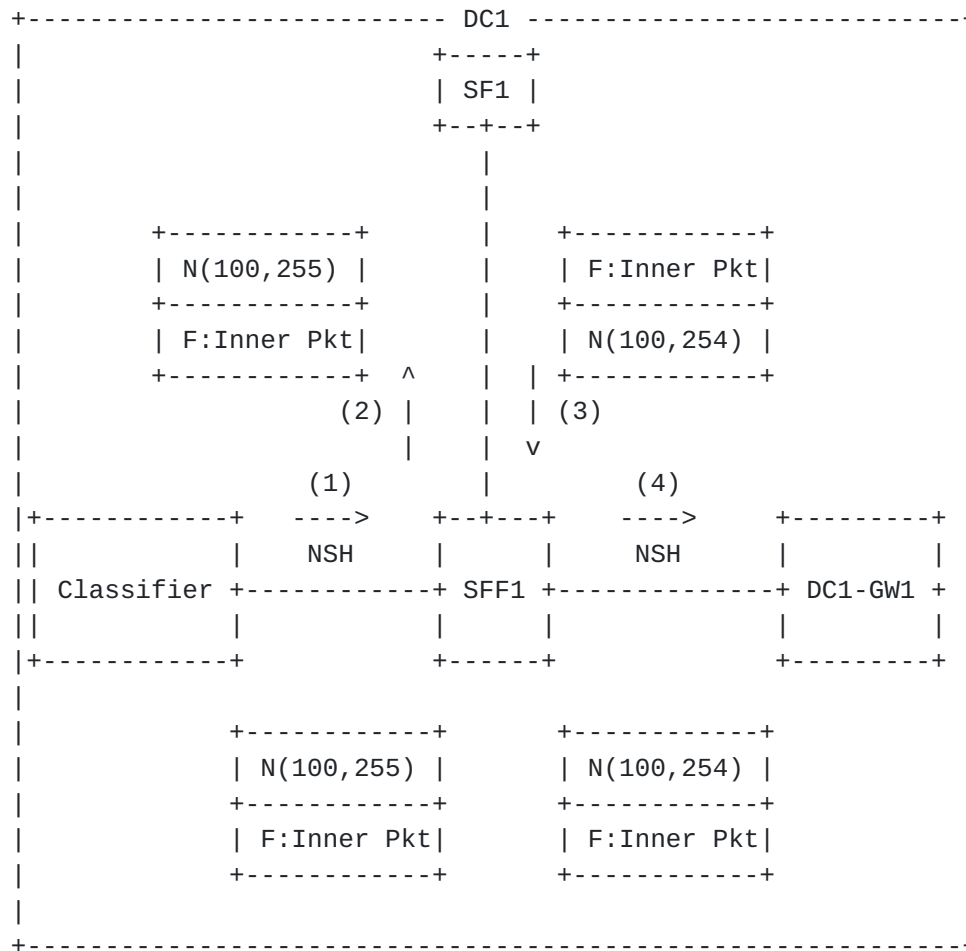 DC1
SF1
N(100,255) F:Inner Pkt
F:Inner Pkt N(100,254)
(2) (3)
(1) (4)
NSH NSH
Classifier SFF1 DC1-GW1
N(100,255) N(100,254)
F:Inner Pkt F:Inner Pkt